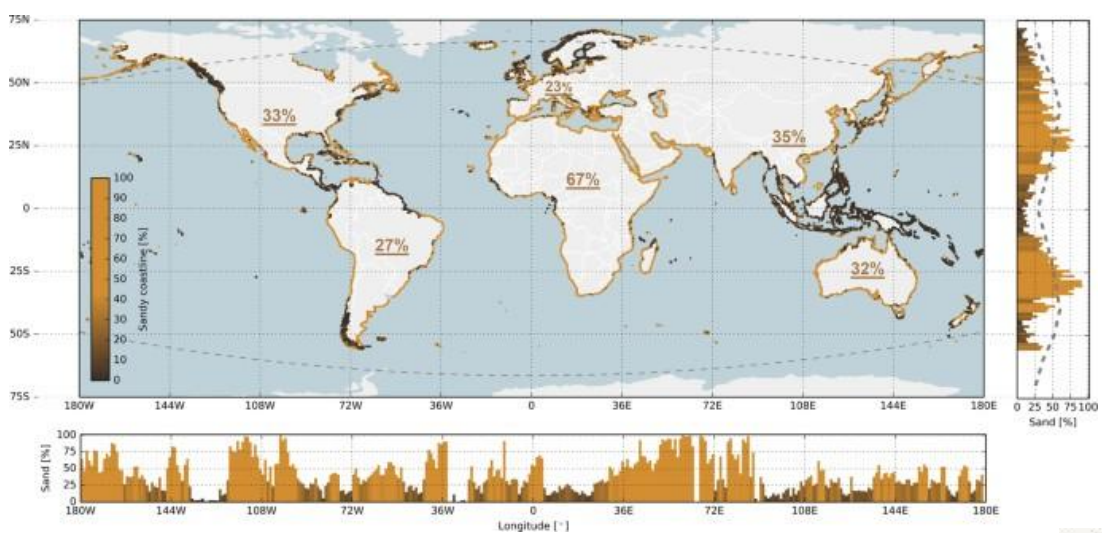 75N
50N
25N
0
25S
50S
75S
33%
23%
35%
67%
27%
32%
100
90
80
70
60
50
40
30
20
10
0
Sandy coastline [%]
180W 144W 108W 72W 36W 0 36E 72E 108E 144E 180E
0 25 50 75 100
Sand [%]
100
75
50
25
0
Sand [%]
180W 144W 108W 72W 36W 0 36E 72E 108E 144E 180E
Longitude [°]